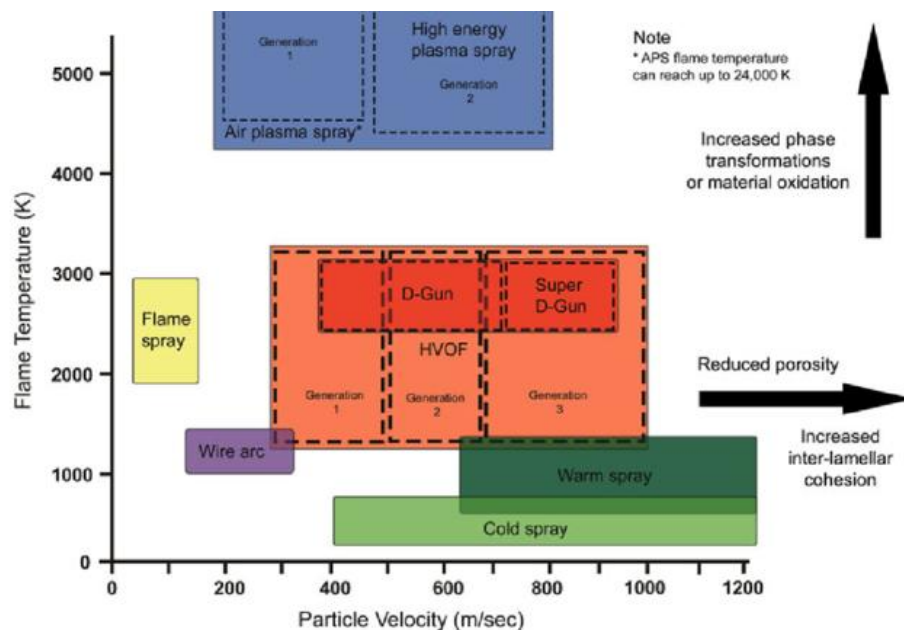 Generation
1
High energy
plasma spray
Generation
2
Air plasma spray*
Note
* APS flame temperature
can reach up to 24,000 K
Increased phase
transformations
or material oxidation
Flame Temperature (K)
5000
4000
3000
2000
1000
0
Flame
spray
D-Gun
Super
D-Gun
HVOF
Generation
1
Generation
2
Generation
3
Wire arc
Warm spray
Cold spray
Reduced porosity
Increased
inter-lamellar
cohesion
0
200
400
600
800
1000
1200
Particle Velocity (m/sec)